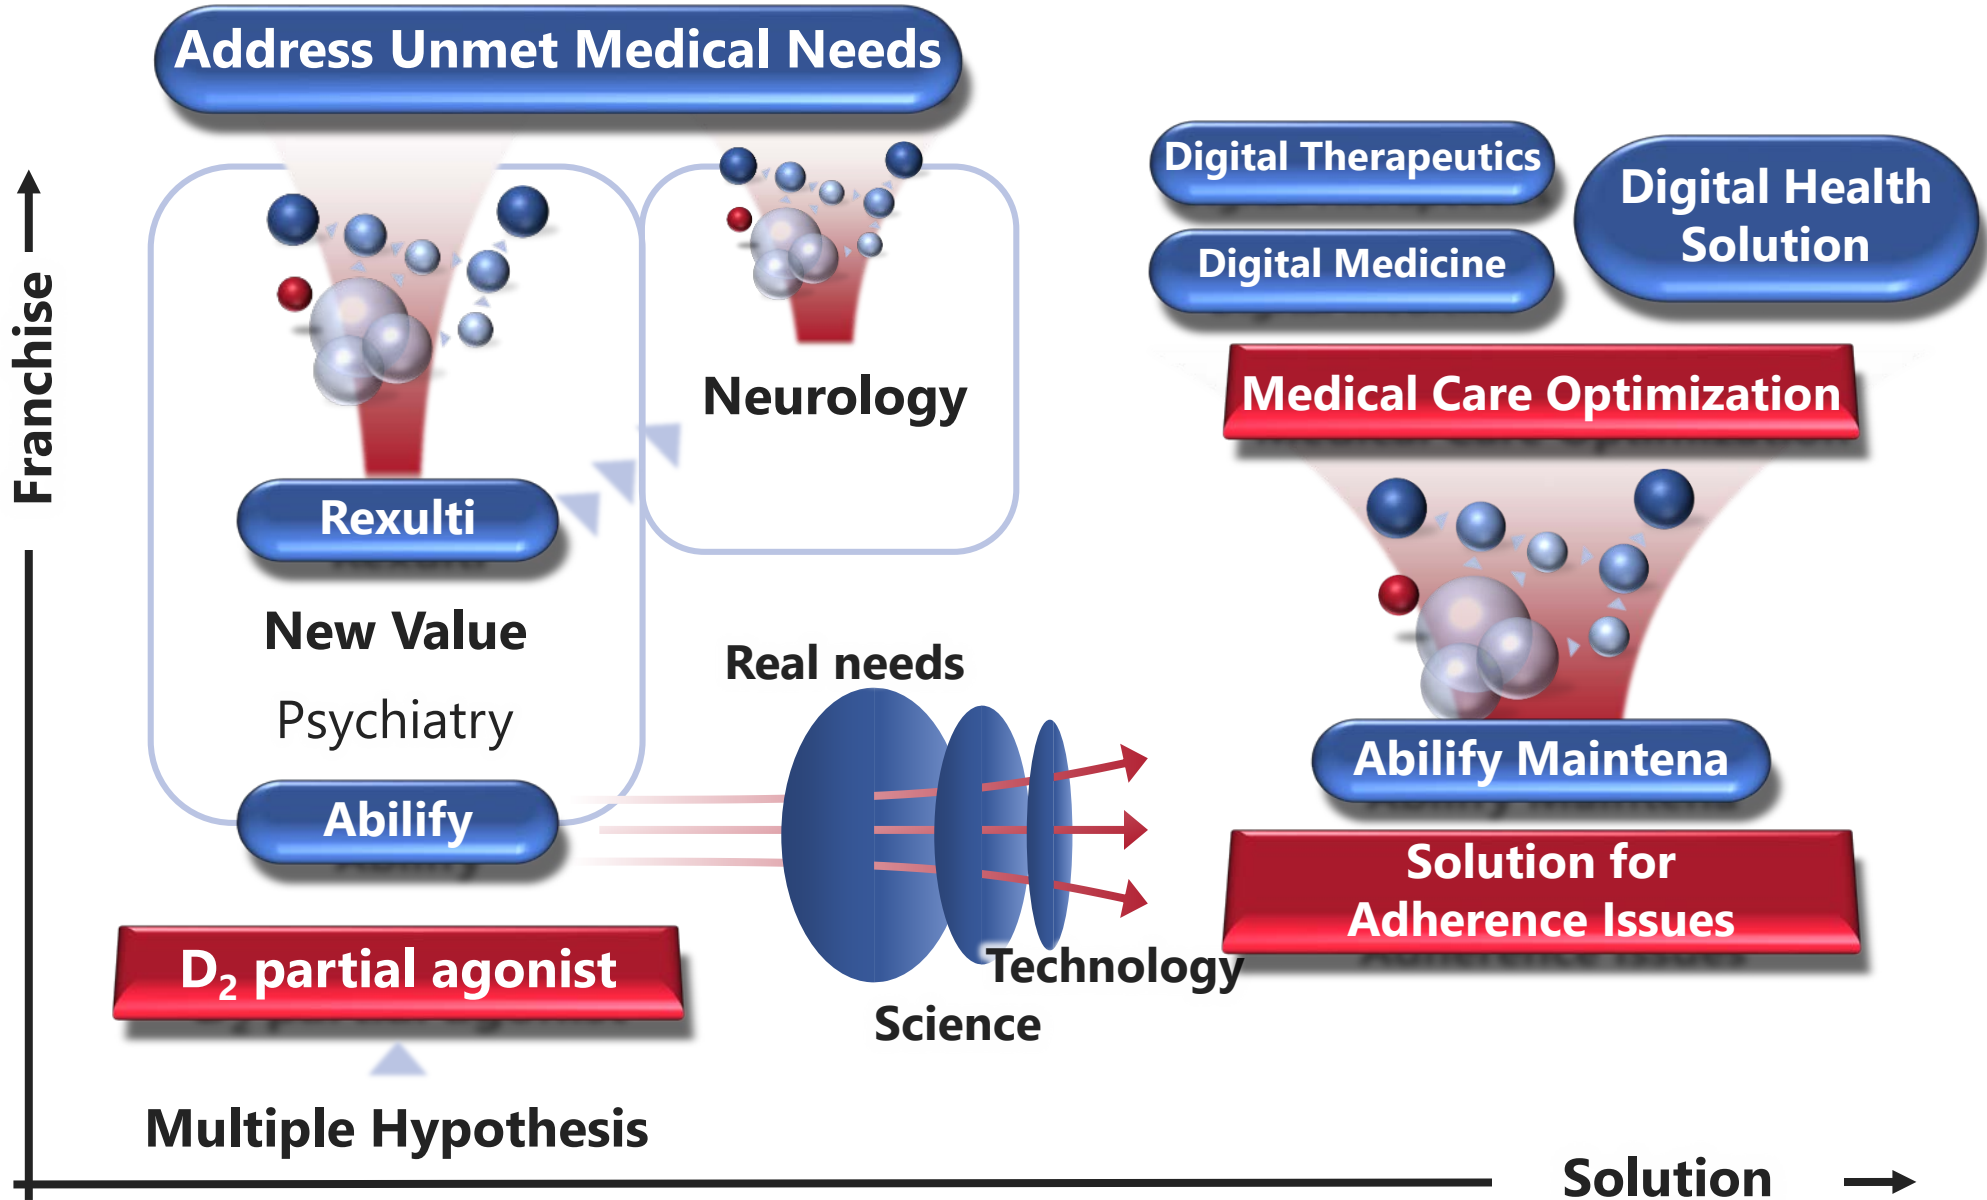 Address Unmet Medical Needs
Franchise
Neurology
Rexulti
New Value
Psychiatry
Abilify
D₂ partial agonist
Multiple Hypothesis
Real needs
Science
Technology
Digital Therapeutics
Digital Medicine
Digital Health
Solution
Medical Care Optimization
Abilify Maintena
Solution for
Adherence Issues
Solution